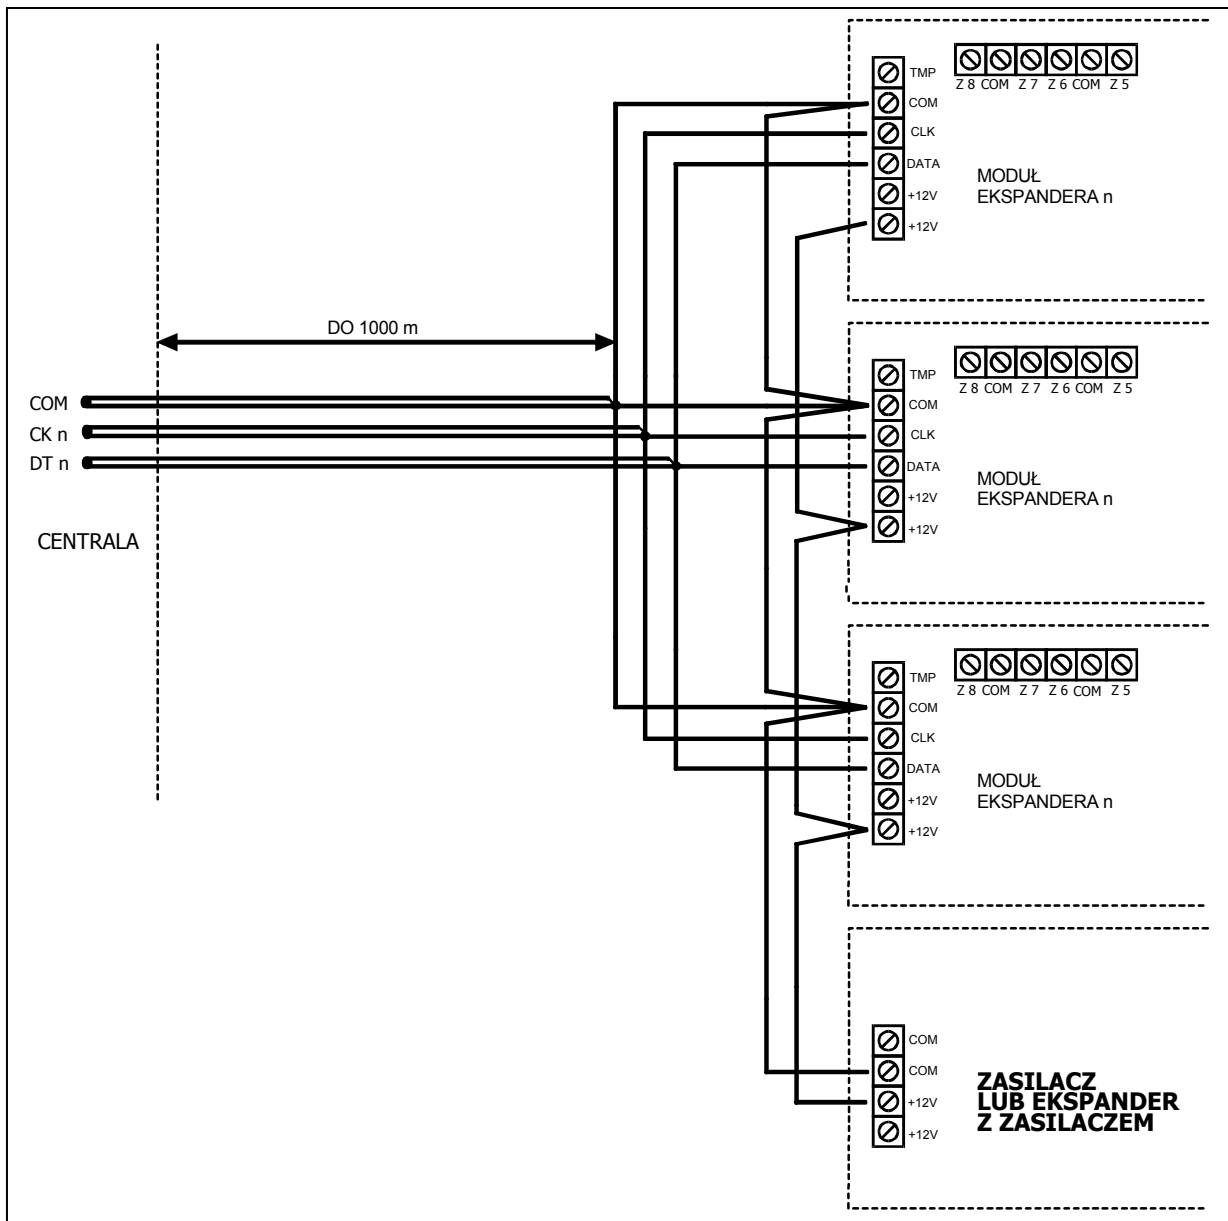 TMP
COM
CLK
DATA
+12V
+12V
Z 8 COM Z 7 Z 6 COM Z 5
MODUŁ
EKSPANDERA n
DO 1000 m
COM
CK n
DT n
CENTRALA
TMP
COM
CLK
DATA
+12V
+12V
Z 8 COM Z 7 Z 6 COM Z 5
MODUŁ
EKSPANDERA n
TMP
COM
CLK
DATA
+12V
+12V
Z 8 COM Z 7 Z 6 COM Z 5
MODUŁ
EKSPANDERA n
COM
COM
+12V
+12V
ZASILACZ
LUB EKSPANDER
Z ZASILACZEM